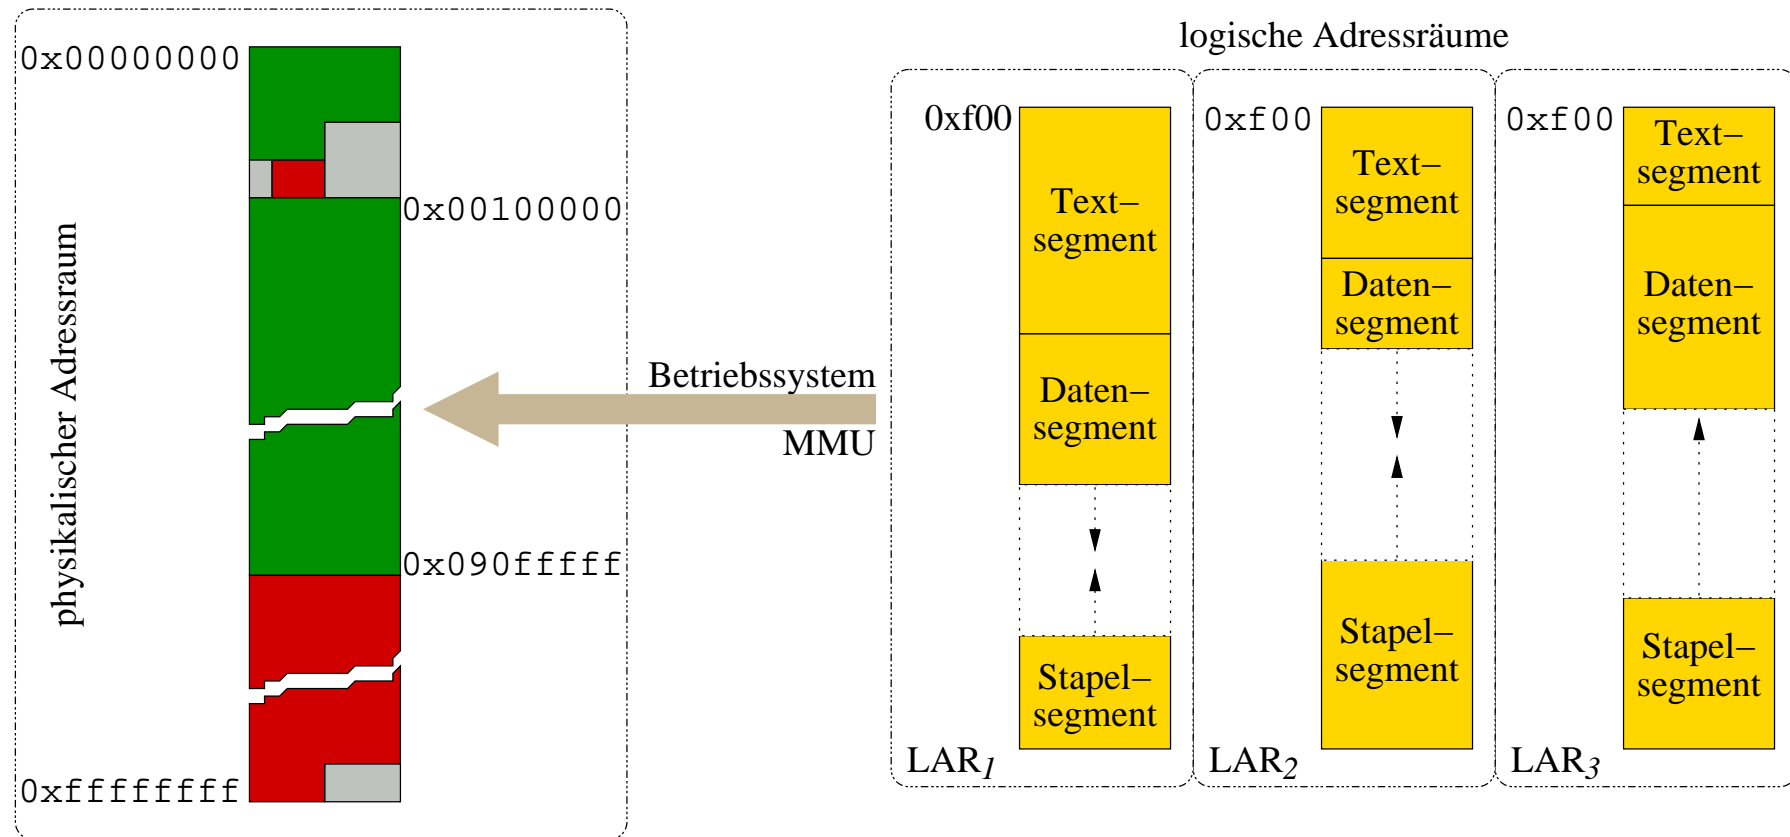 0x00000000
0x00100000
physikalischer Adressraum
0x090fffff
0xffffffff
Betriebssystem
MMU
logische Adressräume
0xf00
Text–
segment
Daten–
segment
Stapel–
segment
LAR1
0xf00
Text–
segment
Daten–
segment
Stapel–
segment
LAR2
0xf00
Text–
segment
Daten–
segment
Stapel–
segment
LAR3